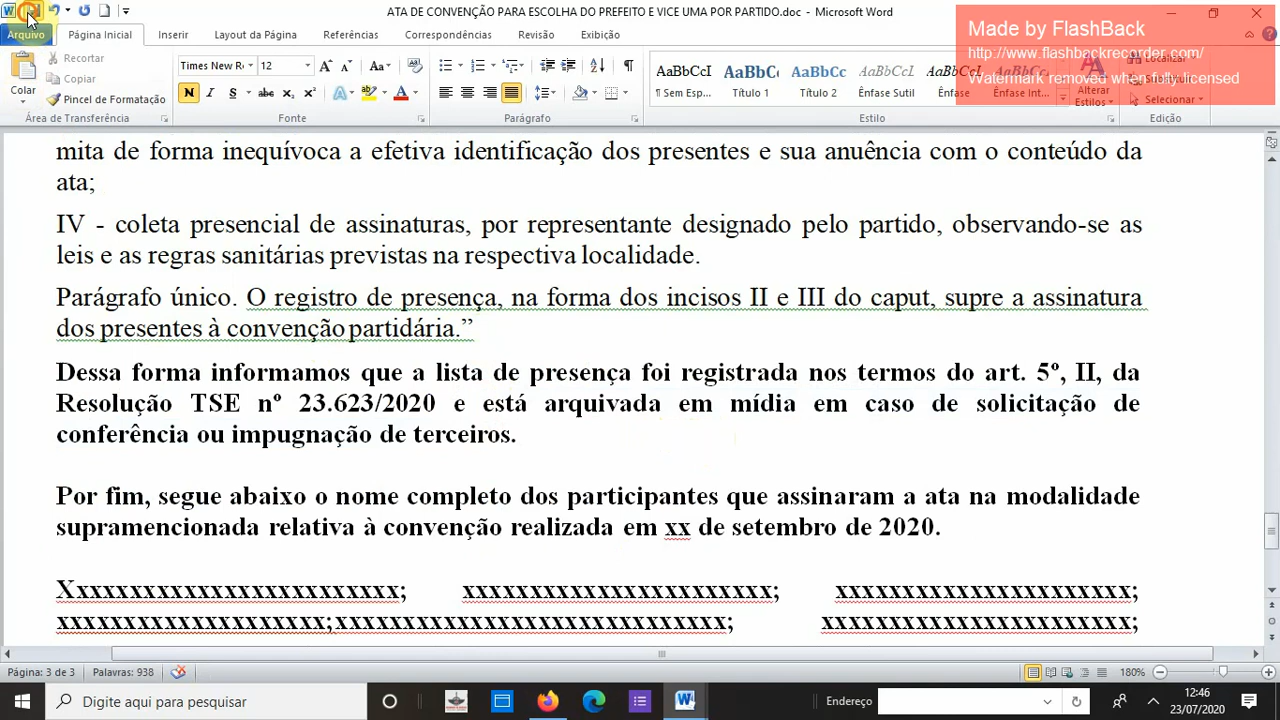 ATA DE CONVENÇÃO PARA ESCOLHA DO PREFEITO E VICE UMA POR PARTIDO.doc - Microsoft Word
Arquivo Página Inicial Inserir Layout da Página Referências Correspondências Revisão Exibição
Made by FlashBack
http://www.flashbackrecorder.com/
Watermark removed when fully licensed
Colar
Recortar
Copiar
Pincel de Formatação
Área de Transferência
Times New R 12
N I S abc
Fonte
Parágrafo
AaBbCcI AaBbCc AaBbCc AaBbCcI AaBbCcI AaBbCcI
¶ Sem Esp... Título 1 Título 2 Ênfase Sutil Ênfase Ênfase Int...
Alterar
Estilos
Estilo
Localizar
Selecionar
Edição
mita de forma inequívoca a efetiva identificação dos presentes e sua anuência com o conteúdo da
ata;
IV - coleta presencial de assinaturas, por representante designado pelo partido, observando-se as
leis e as regras sanitárias previstas na respectiva localidade.
Parágrafo único. O registro de presença, na forma dos incisos II e III do caput, supre a assinatura
dos presentes à convenção partidária.”
Dessa forma informamos que a lista de presença foi registrada nos termos do art. 5º, II, da
Resolução TSE nº 23.623/2020 e está arquivada em mídia em caso de solicitação de
conferência ou impugnação de terceiros.
Por fim, segue abaixo o nome completo dos participantes que assinaram a ata na modalidade
supramencionada relativa à convenção realizada em xx de setembro de 2020.
Xxxxxxxxxxxxxxxxxxxxxxxxx; xxxxxxxxxxxxxxxxxxxxxxx; xxxxxxxxxxxxxxxxxxxxxx;
xxxxxxxxxxxxxxxxxxxx;xxxxxxxxxxxxxxxxxxxxxxxxxxxxx; xxxxxxxxxxxxxxxxxxxxxxx;
Página: 3 de 3 Palavras: 938 180%
Digite aqui para pesquisar
Endereço
12:46
23/07/2020